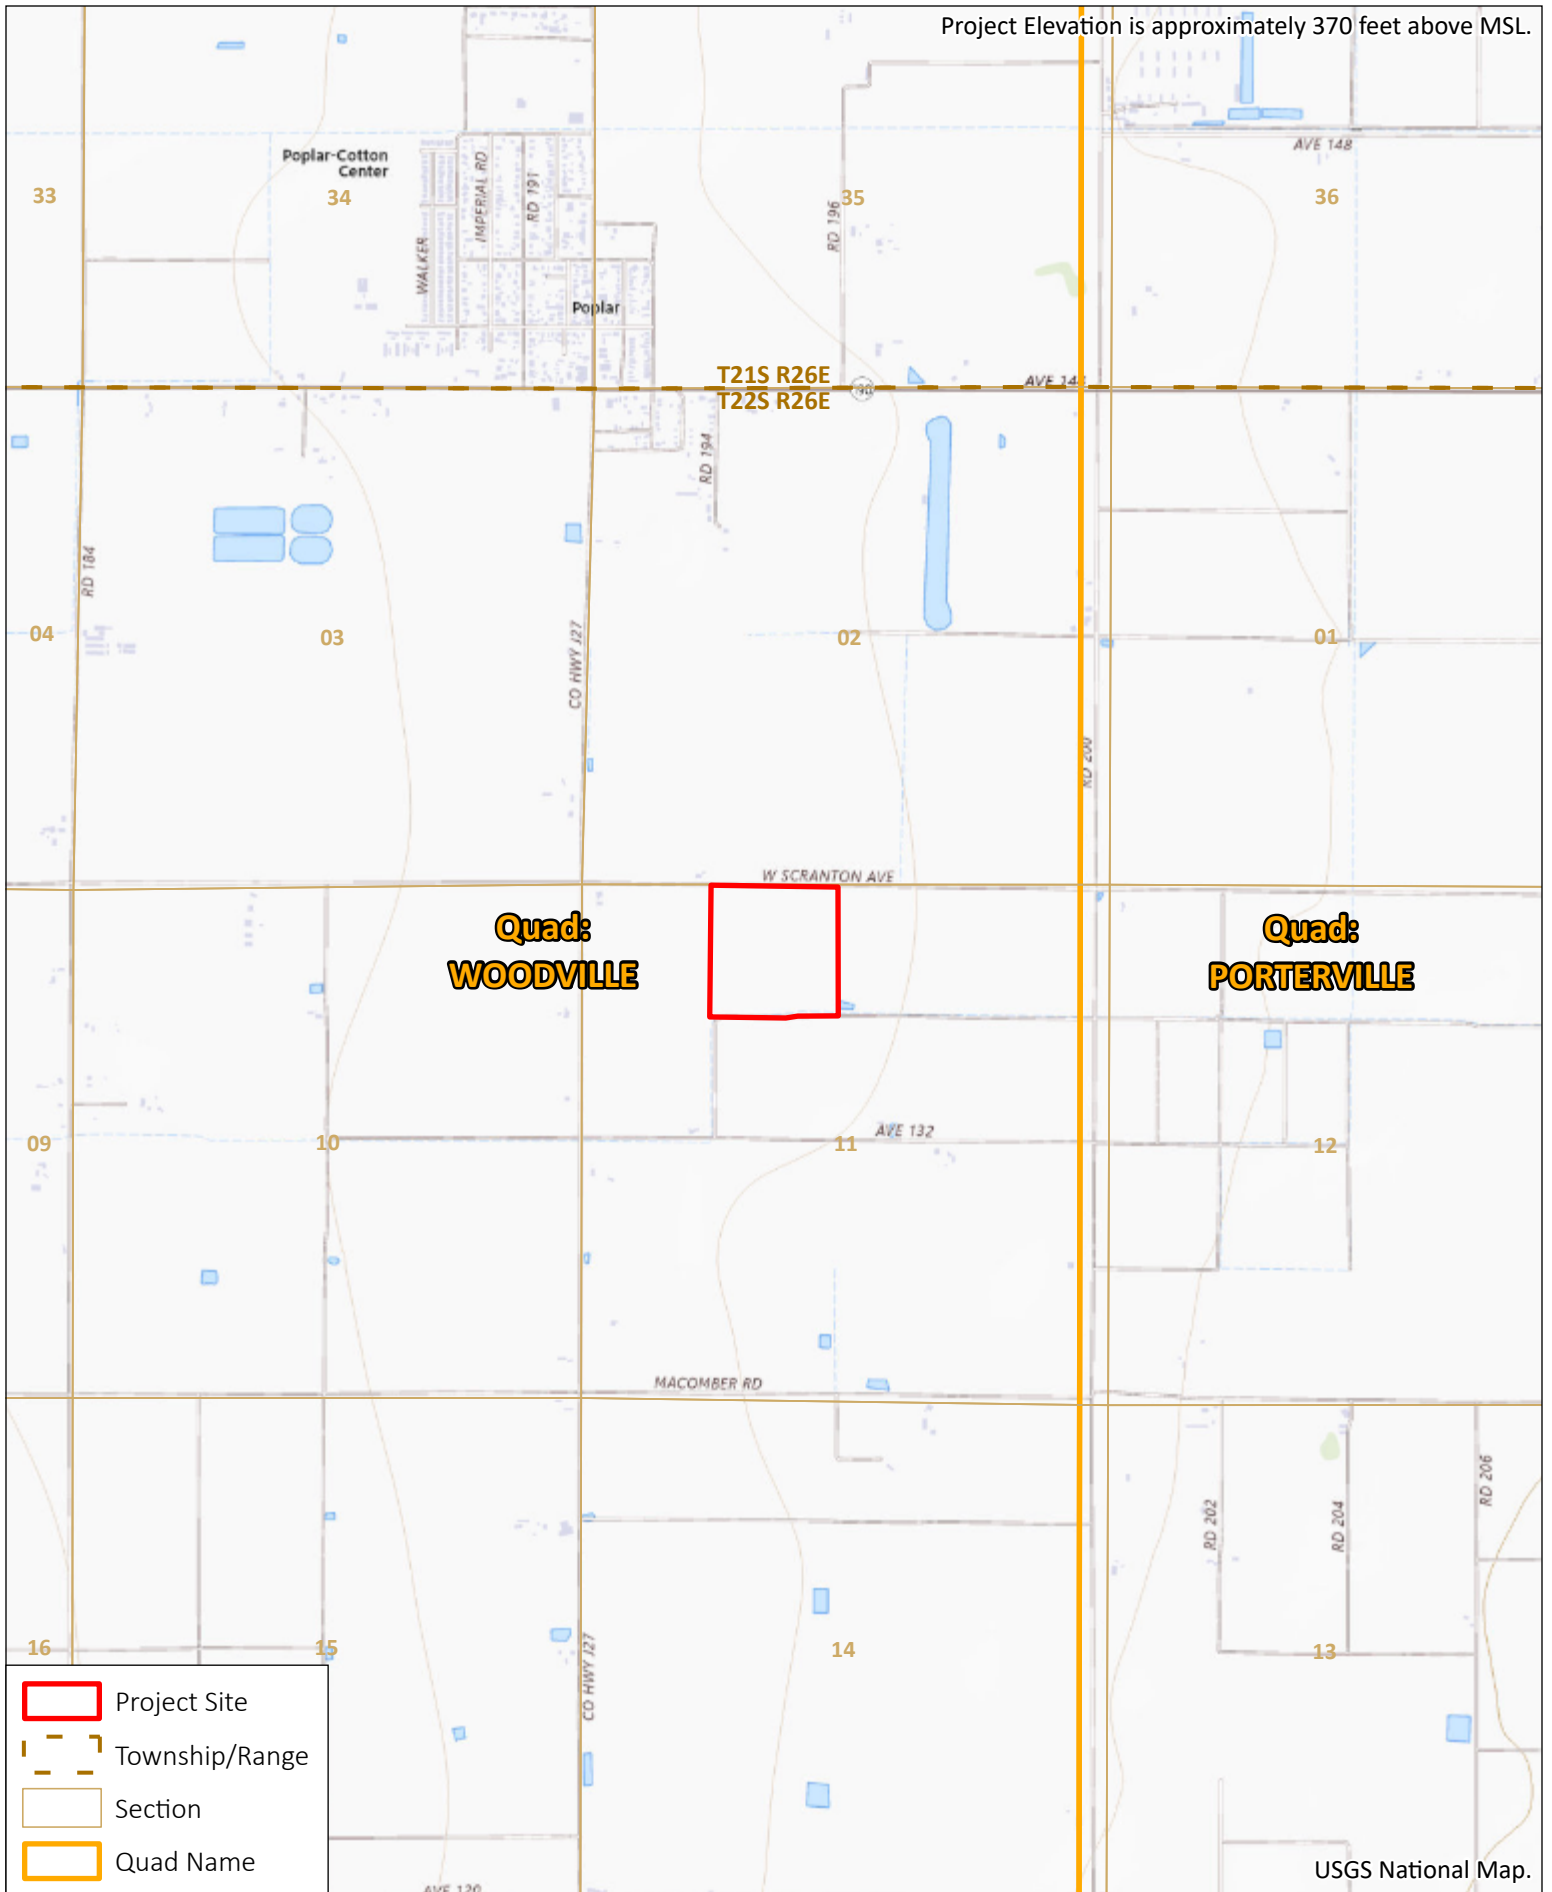 Project Elevation is approximately 370 feet above MSL.
AVE 148
Poplar-Cotton
Center
33
34
35
36
IMPERIAL RD
RD 191
RD 196
WALKER
Poplar
T21S R26E
AVE 144
T22S R26E
190
RD 194
RD 184
04
03
02
01
CO HWY J27
RD 200
W SCRANTON AVE
Quad:
WOODVILLE
Quad:
PORTERVILLE
AVE 132
09
10
11
12
MACOMBER RD
RD 206
RD 202
RD 204
16
15
14
13
CO HWY J27
Project Site
Township/Range
Section
Quad Name
AVE 120
USGS National Map.